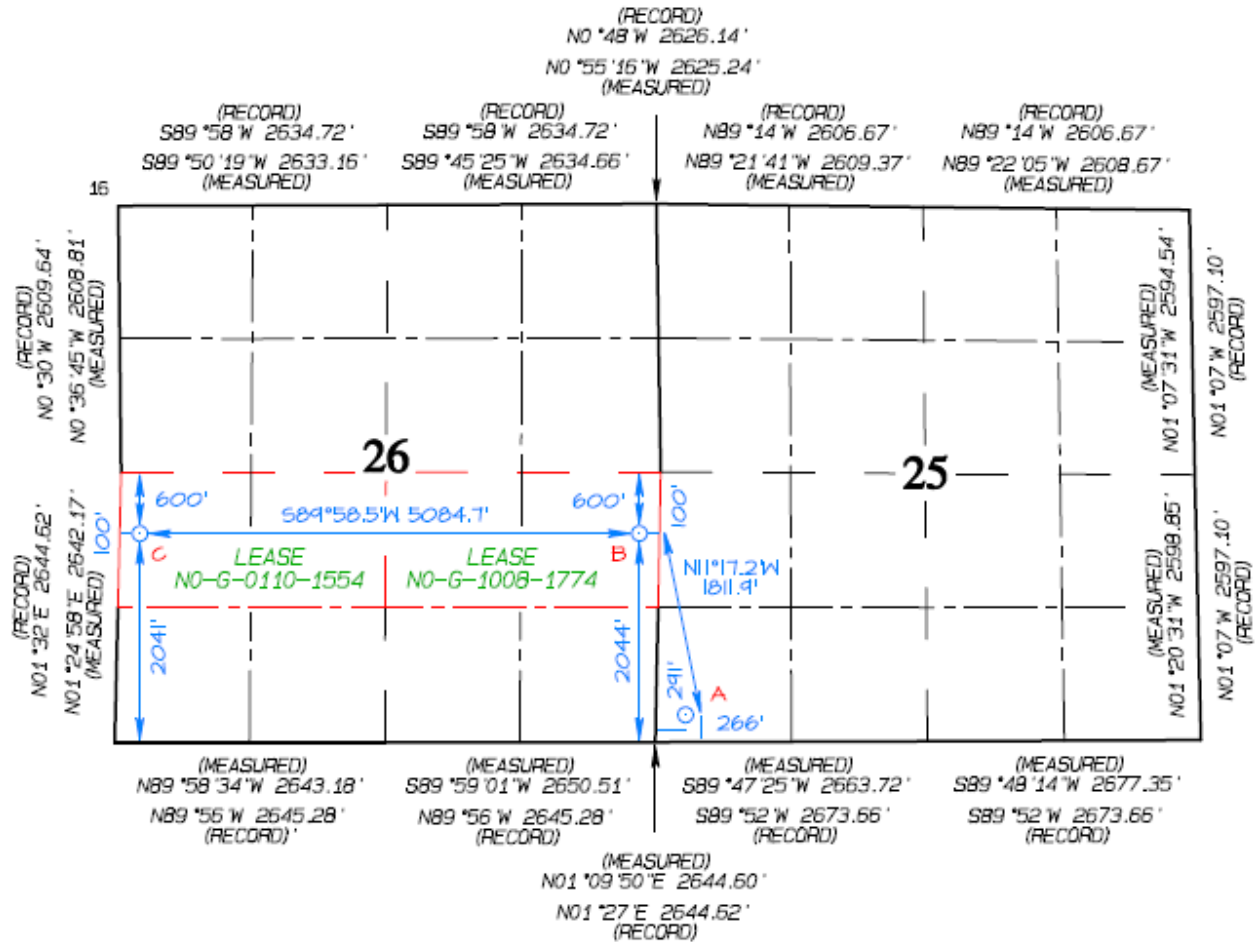 (RECORD)
N0 °48 'W 2626.14'
N0 °55 '16 "W 2625.24'
(MEASURED)
(RECORD)
S89 °58 'W 2634.72'
S89 °50 '19 "W 2633.16'
(MEASURED)
(RECORD)
S89 °58 'W 2634.72'
S89 °45 '25 "W 2634.66'
(MEASURED)
(RECORD)
N89 °14 'W 2606.67'
N89 °21 '41 "W 2609.37'
(MEASURED)
(RECORD)
N89 °14 'W 2606.67'
N89 °22 '05 "W 2608.67'
(MEASURED)
16
(RECORD)
N0 °30 'W 2609.64'
N0 °36 '45 "W 2608.81'
(MEASURED)
(MEASURED)
N01 °07 '31 "W 2594.54'
N01 °07 'W 2597.10'
(RECORD)
26
25
600'
600'
100'
100'
S89°58.5'W 5084.7'
C
B
LEASE
N0-G-0110-1554
LEASE
N0-G-1008-1774
N11°17.2'W
1811.9'
(RECORD)
N01 °32 'E 2644.62'
N01 °24 '58 "E 2642.17'
(MEASURED)
2041'
2044'
291'
A
266'
(MEASURED)
N01 °20 '31 "W 2598.85'
N01 °07 'W 2597.10'
(RECORD)
(MEASURED)
N89 °58 '34 "W 2643.18'
N89 °56 'W 2645.28'
(RECORD) '
(MEASURED)
S89 °59 '01 "W 2650.51'
N89 °56 'W 2645.28'
(RECORD)
(MEASURED)
S89 °47 '25 "W 2663.72'
S89 °52 'W 2673.66'
(RECORD)
(MEASURED)
S89 °48 '14 "W 2677.35'
S89 °52 'W 2673.66'
(RECORD)
(MEASURED)
N01 °09 '50 "E 2644.60'
N01 °27 'E 2644.62'
(RECORD)